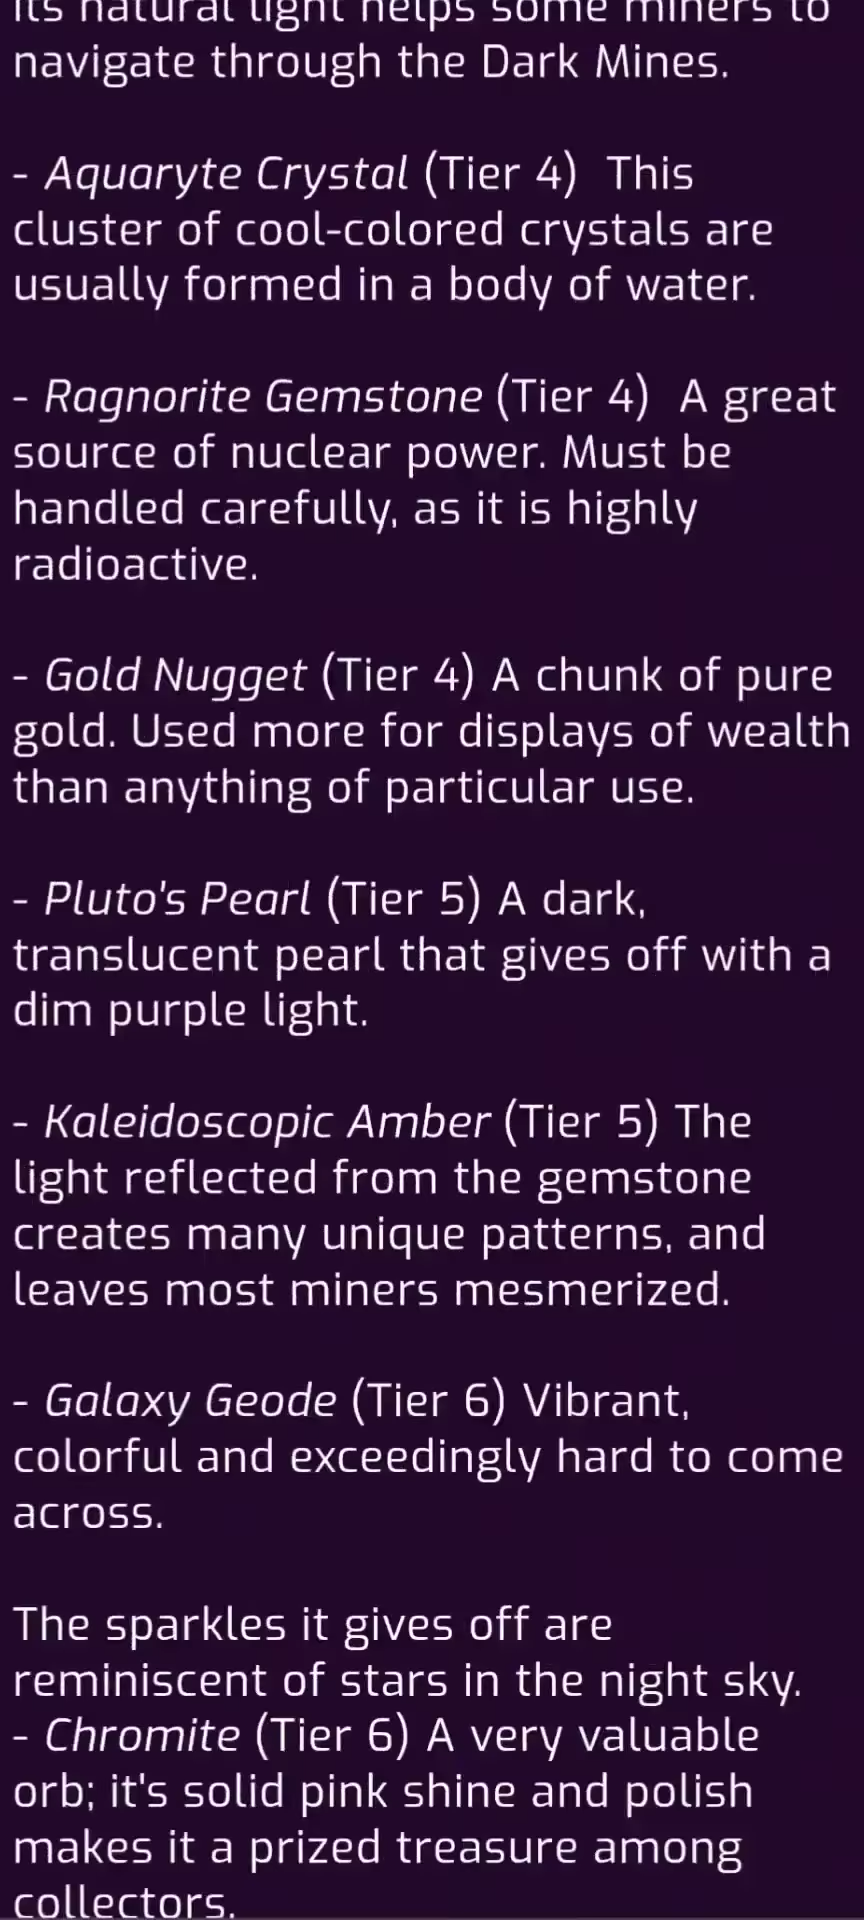 its natural light helps some miners to
navigate through the Dark Mines.
- Aquaryte Crystal (Tier 4)  This
cluster of cool-colored crystals are
usually formed in a body of water.
- Ragnorite Gemstone (Tier 4)  A great
source of nuclear power. Must be
handled carefully, as it is highly
radioactive.
- Gold Nugget (Tier 4) A chunk of pure
gold. Used more for displays of wealth
than anything of particular use.
- Pluto's Pearl (Tier 5) A dark,
translucent pearl that gives off with a
dim purple light.
- Kaleidoscopic Amber (Tier 5) The
light reflected from the gemstone
creates many unique patterns, and
leaves most miners mesmerized.
- Galaxy Geode (Tier 6) Vibrant,
colorful and exceedingly hard to come
across.
The sparkles it gives off are
reminiscent of stars in the night sky.
- Chromite (Tier 6) A very valuable
orb; it's solid pink shine and polish
makes it a prized treasure among
collectors.